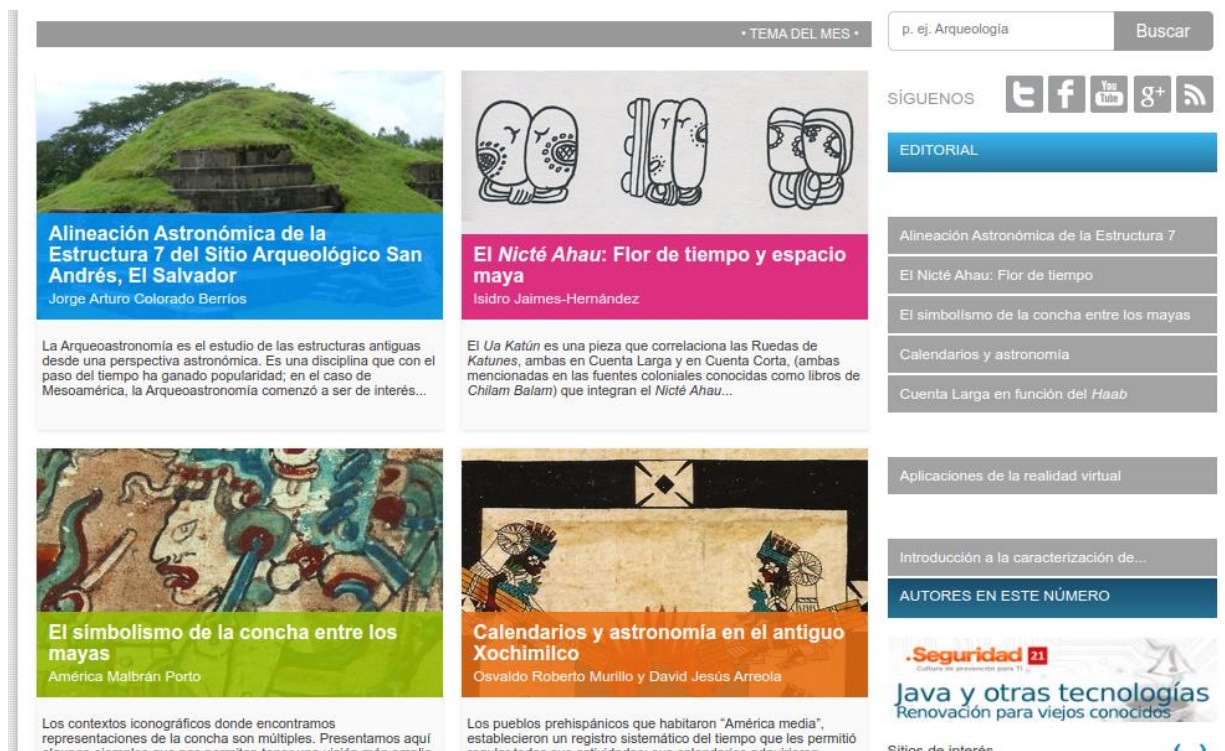 • TEMA DEL MES •
Alineación Astronómica de la
Estructura 7 del Sitio Arqueológico San
Andrés, El Salvador
Jorge Arturo Colorado Berríos
La Arqueoastronomía es el estudio de las estructuras antiguas
desde una perspectiva astronómica. Es una disciplina que con el
paso del tiempo ha ganado popularidad; en el caso de
Mesoamérica, la Arqueoastronomía comenzó a ser de interés...
El Nicté Ahau: Flor de tiempo y espacio
maya
Isidro Jaimes-Hernández
El Ua Katún es una pieza que correlaciona las Ruedas de
Katunes, ambas en Cuenta Larga y en Cuenta Corta, (ambas
mencionadas en las fuentes coloniales conocidas como libros de
Chilam Balam) que integran el Nicté Ahau...
El simbolismo de la concha entre los
mayas
América Malbrán Porto
Los contextos iconográficos donde encontramos
representaciones de la concha son múltiples. Presentamos aquí
Calendarios y astronomía en el antiguo
Xochimilco
Osvaldo Roberto Murillo y David Jesús Arreola
Los pueblos prehispánicos que habitaron “América media”,
establecieron un registro sistemático del tiempo que les permitió
p. ej. Arqueología
Buscar
SÍGUENOS
You
Tube
g+
EDITORIAL
Alineación Astronómica de la Estructura 7
El Nicté Ahau: Flor de tiempo
El simbolísmo de la concha entre los mayas
Calendarios y astronomía
Cuenta Larga en función del Haab
Aplicaciones de la realidad virtual
Introducción a la caracterización de...
AUTORES EN ESTE NÚMERO
.Seguridad 21
Cultura de prevención para TI
Java y otras tecnologías
Renovación para viejos conocidos
Sitios de interés